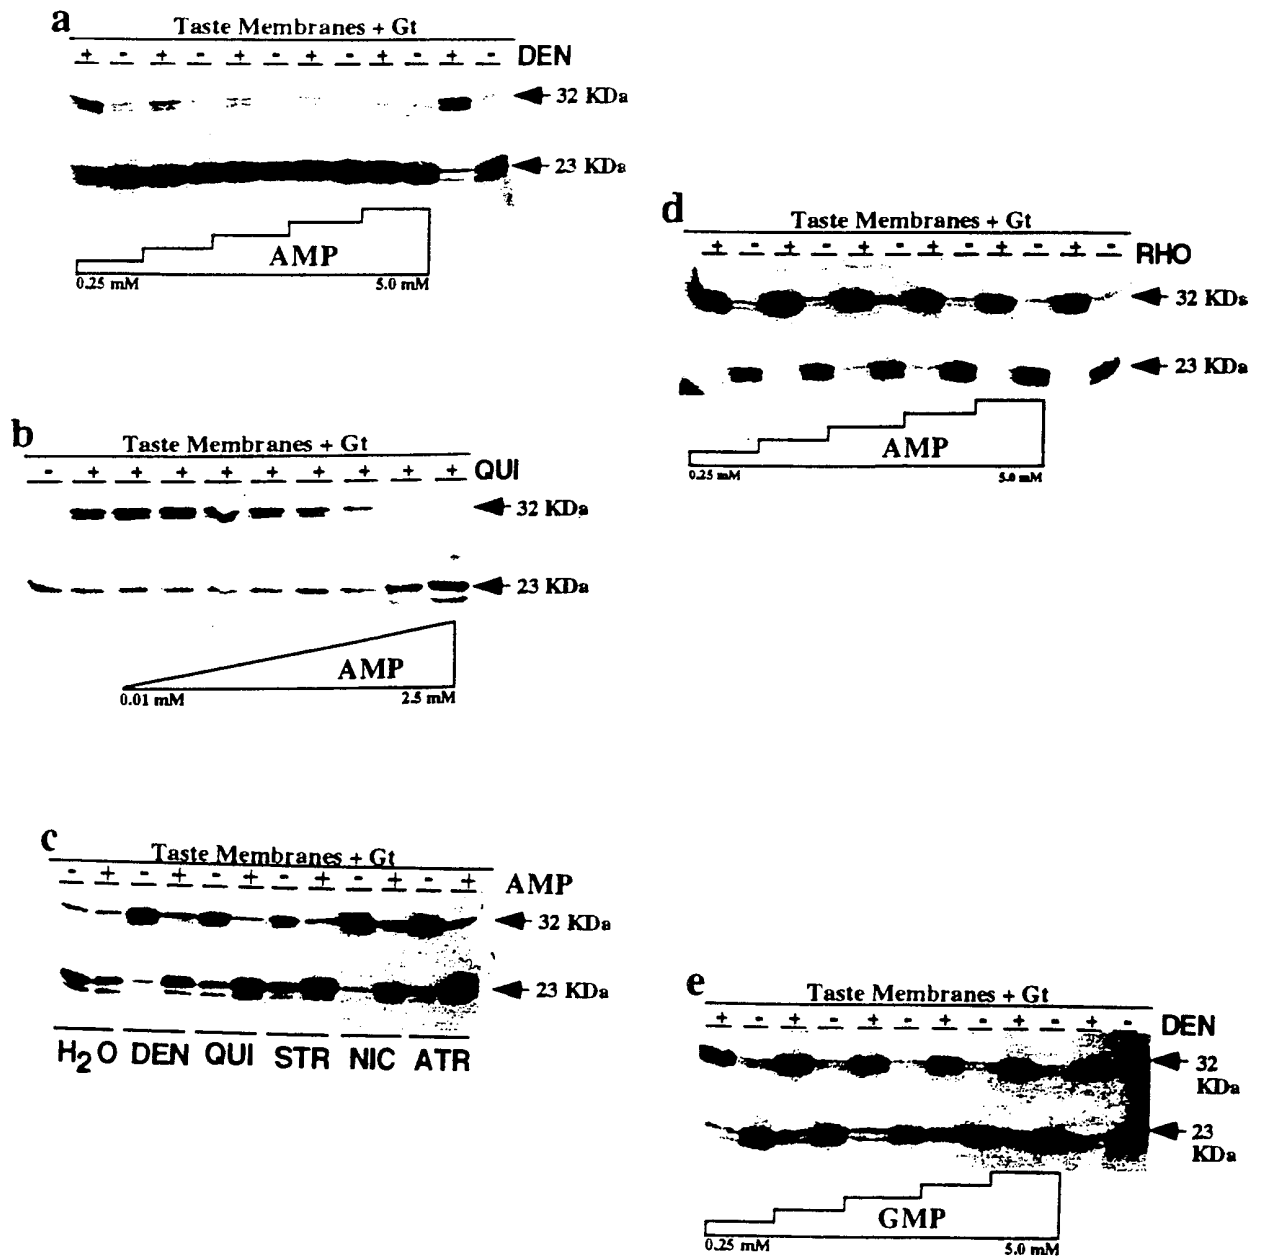 a
Taste Membranes + Gt
+ - + - + - + - + - + - DEN
32 KDa
23 KDa
AMP
0.25 mM 5.0 mM
b
Taste Membranes + Gt
- + + + + + + + + + QUI
32 KDa
23 KDa
AMP
0.01 mM 2.5 mM
c
Taste Membranes + Gt
- + - + - + - + - + - + AMP
32 KDa
23 KDa
H2O DEN QUI STR NIC ATR
d
Taste Membranes + Gt
+ - + - + - + - + - + - RHO
32 KDa
23 KDa
AMP
0.25 mM 5.0 mM
e
Taste Membranes + Gt
+ - + - + - + - + - + - DEN
32
KDa
23
KDa
GMP
0.25 mM 5.0 mM